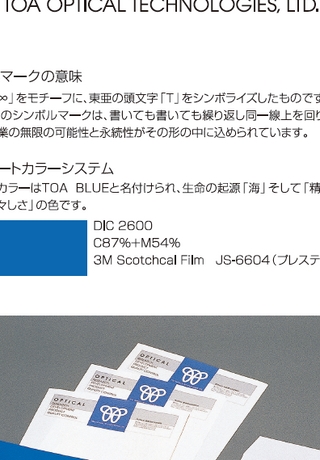 TOA OPTICAL TECHNOLOGIES, LTD.
マークの意味
∞」をモチーフに、東亜の頭文字「T」をシンボライズしたものです
のシンボルマークは、書いても書いても繰り返し同一線上を回り
業の無限の可能性と永続性がその形の中に込められています。
ートカラーシステム
カラーはTOA BLUEと名付けられ、生命の起源「海」そして「精
々しさ」の色です。
DIC 2600
C87%+M54%
3M Scotchcal Film JS-6604(プレステ
OPTICAL
OPTICAL
OPTICAL